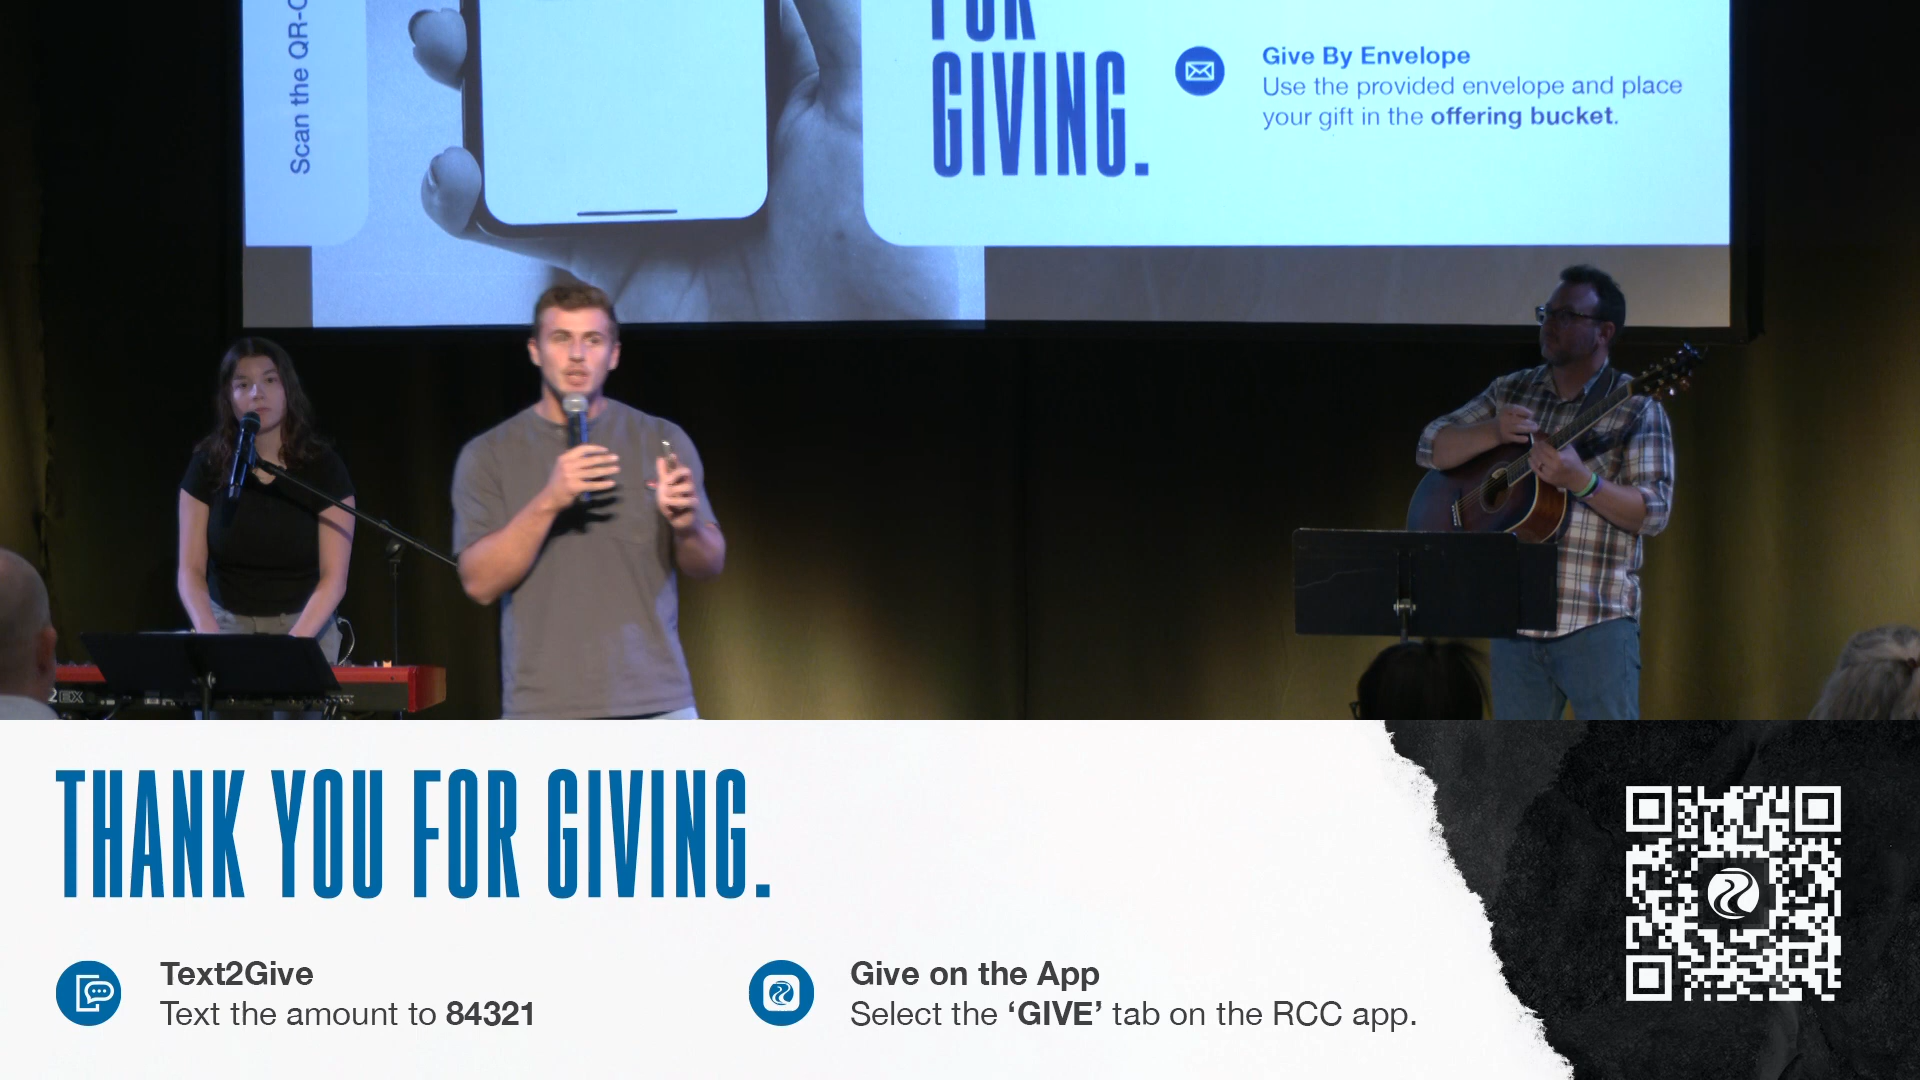 Scan the QR-C
FOR
GIVING.
Give By Envelope
Use the provided envelope and place
your gift in the offering bucket.
EX
THANK YOU FOR GIVING.
Text2Give
Text the amount to 84321
Give on the App
Select the ‘GIVE’ tab on the RCC app.